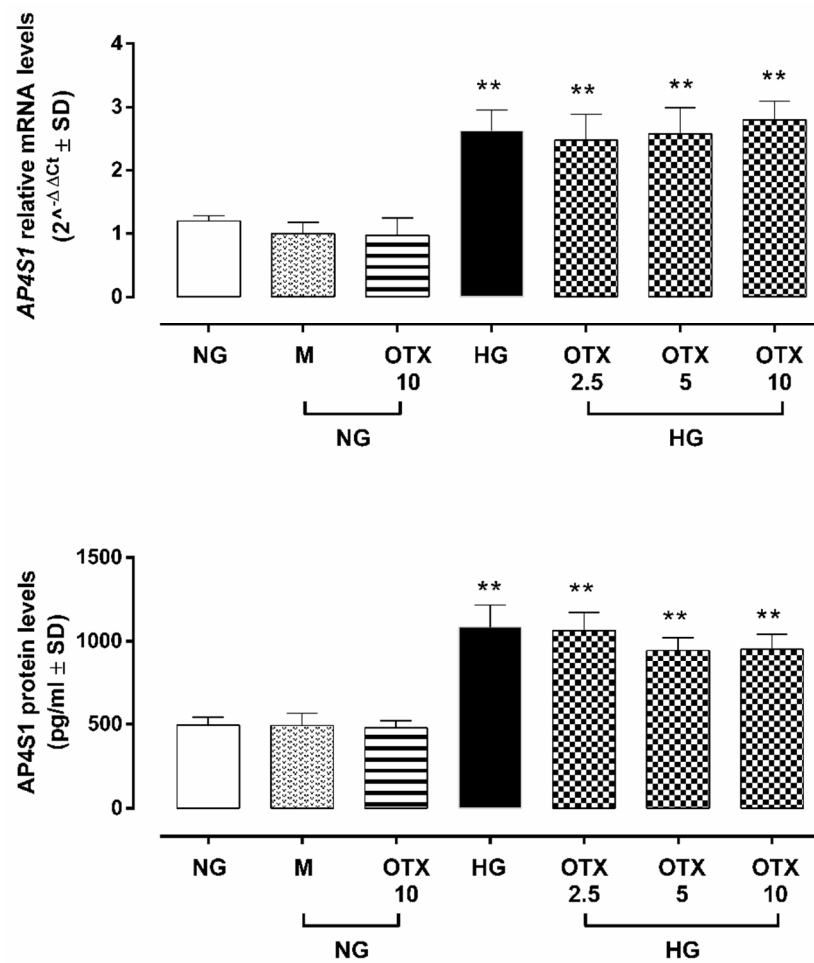 AP4S1 relative mRNA levels
(2^-ΔΔCt ± SD)
4
3
2
1
0
** ** ** **
NG M OTX 10 HG OTX 2.5 OTX 5 OTX 10
NG HG
AP4S1 protein levels
(pg/ml ± SD)
1500
1000
500
0
** ** ** **
NG M OTX 10 HG OTX 2.5 OTX 5 OTX 10
NG HG